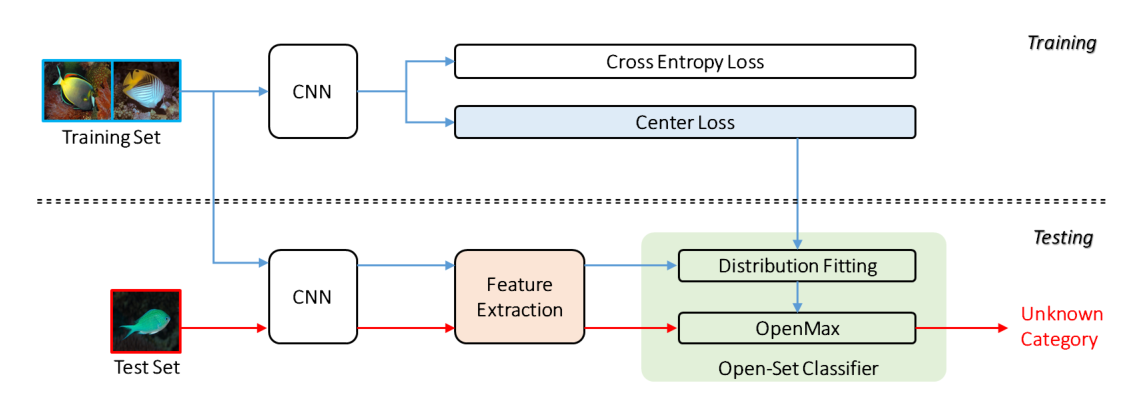 Training
Cross Entropy Loss
CNN
Center Loss
Training Set
Testing
CNN
Feature
Extraction
Distribution Fitting
OpenMax
Unknown
Category
Open-Set Classifier
Test Set